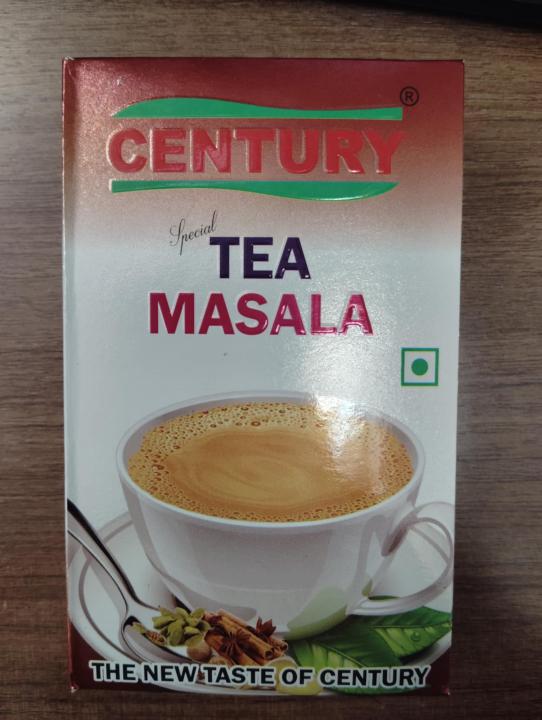 CENTURY ®
Special
TEA
MASALA
THE NEW TASTE OF CENTURY